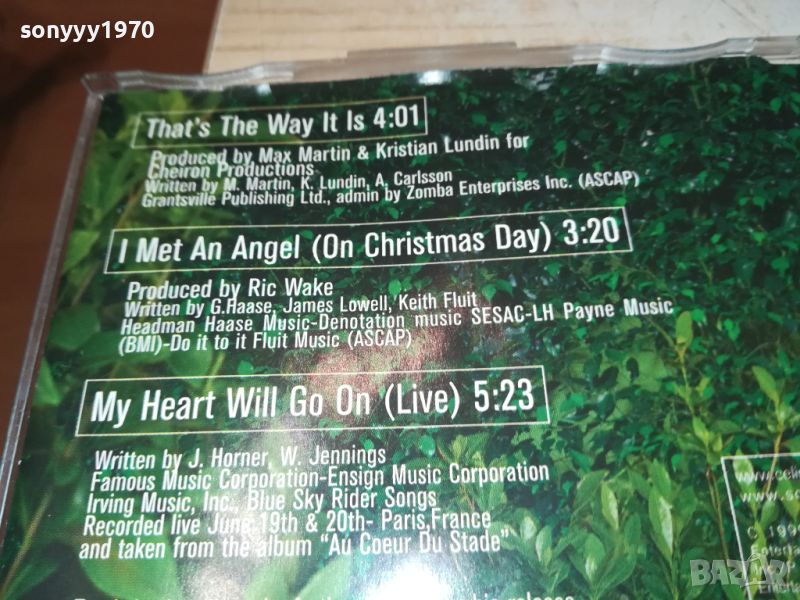 sonyyy1970
That's The Way It Is 4:01
Produced by Max Martin & Kristian Lundin for
Cheiron Productions
Written by M. Martin, K. Lundin, A. Carlsson
Grantsville Publishing Ltd., admin by Zomba Enterprises Inc. (ASCAP)
I Met An Angel (On Christmas Day) 3:20
Produced by Ric Wake
Written by G.Haase, James Lowell, Keith Fluit
Headman Haase Music-Denotation music SESAC-LH Payne Music
(BMI)-Do it to it Fluit Music (ASCAP)
My Heart Will Go On (Live) 5:23
Written by J. Horner, W. Jennings
Famous Music Corporation-Ensign Music Corporation
Irving Music, Inc., Blue Sky Rider Songs
Recorded live June 19th & 20th- Paris,France
and taken from the album "Au Coeur Du Stade"
www.celi
www.so
BAZAR